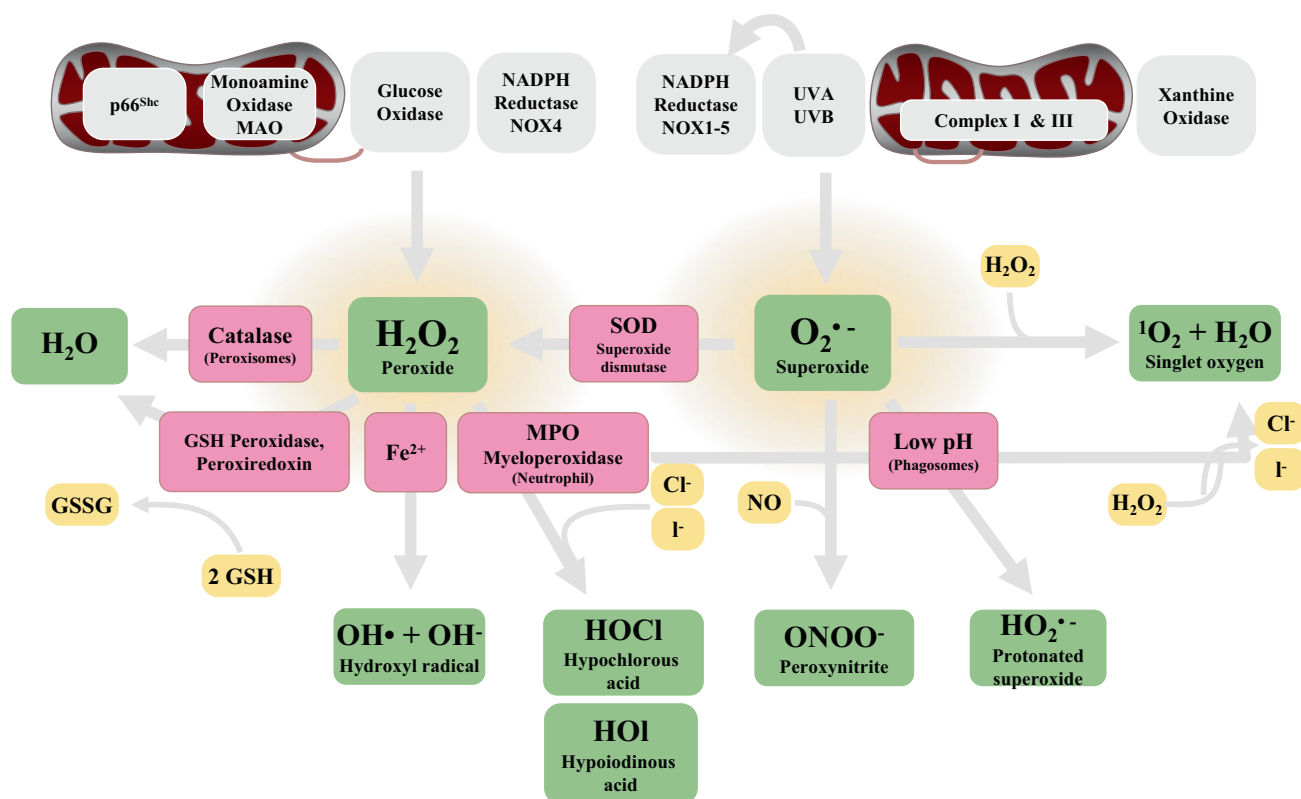 p66Shc
Monoamine
Oxidase
MAO
Glucose
Oxidase
NADPH
Reductase
NOX4
NADPH
Reductase
NOX1-5
UVA
UVB
Complex I & III
Xanthine
Oxidase
H₂O₂
H₂O
Catalase
(Peroxisomes)
H₂O₂
Peroxide
SOD
Superoxide
dismutase
O₂•-
Superoxide
¹O₂ + H₂O
Singlet oxygen
GSH Peroxidase,
Peroxiredoxin
Fe²⁺
MPO
Myeloperoxidase
(Neutrophil)
Low pH
(Phagosomes)
Cl-
l-
GSSG
2 GSH
Cl-
l-
NO
H₂O₂
OH• + OH-
Hydroxyl radical
HOCl
Hypochlorous
acid
HOl
Hypoiodinous
acid
ONOO-
Peroxynitrite
HO₂•-
Protonated
superoxide